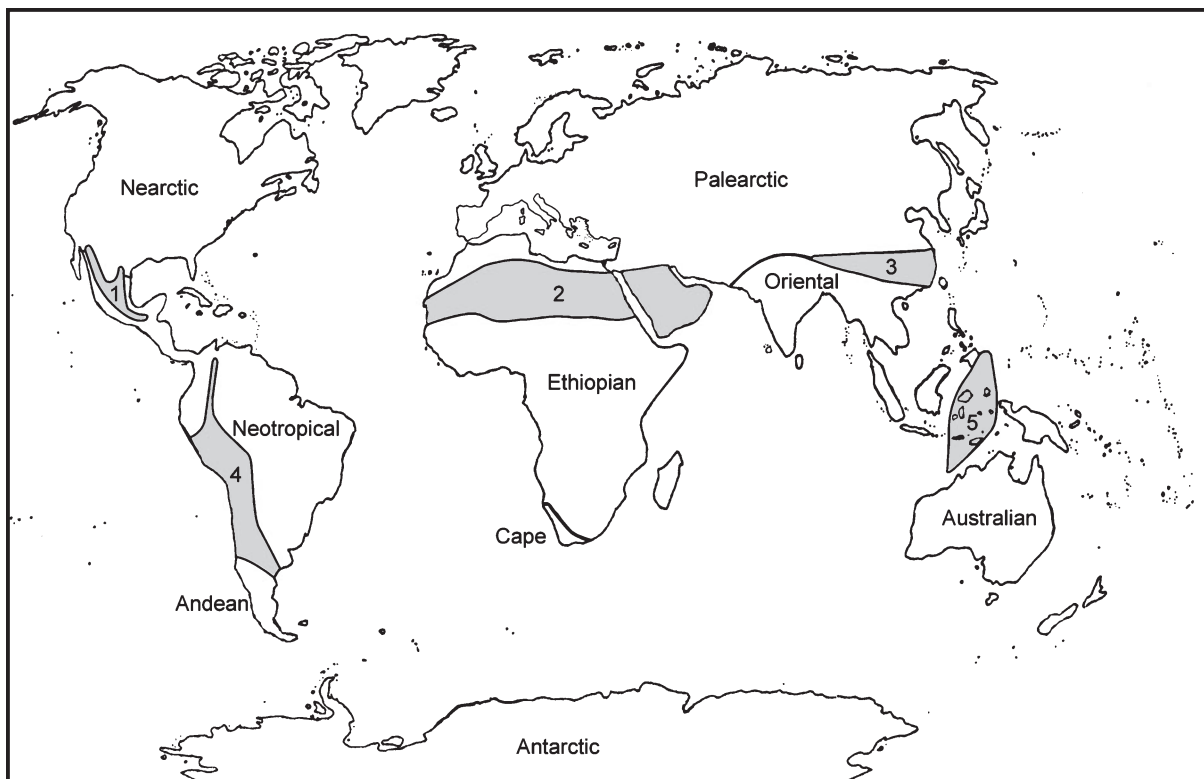 Nearctic
Palearctic
1
2
3
Oriental
Ethiopian
Neotropical
4
5
Cape
Australian
Andean
Antarctic